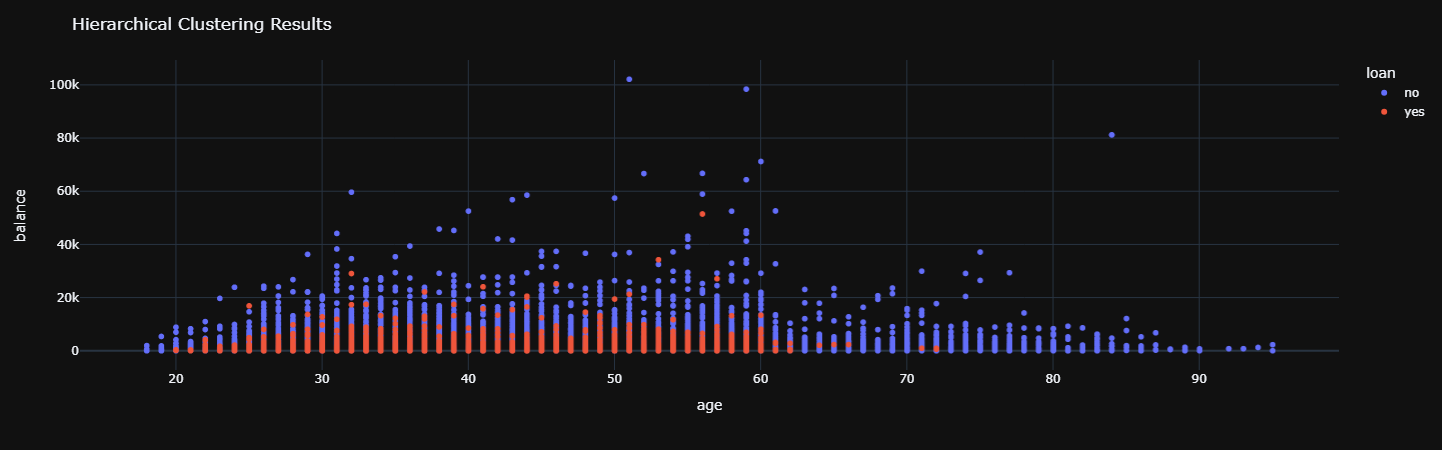 Hierarchical Clustering Results
loan
no
yes
balance
100k
80k
60k
40k
20k
0
20 30 40 50 60 70 80 90
age